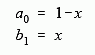 a₀ = 1−x
b₁ = x